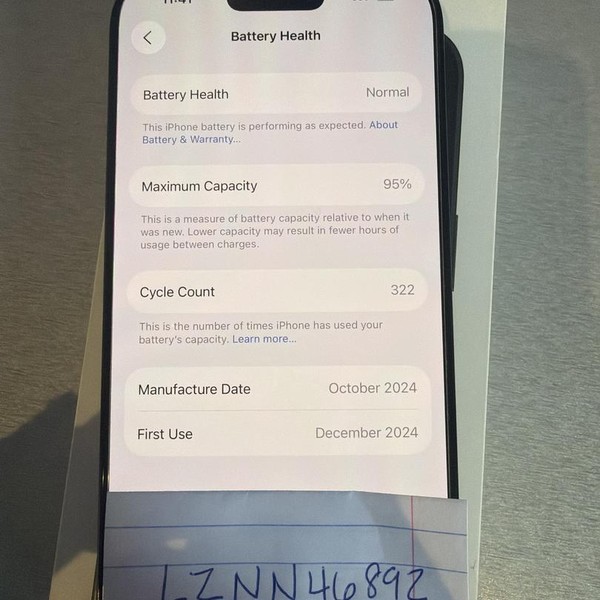 Battery Health
Battery Health Normal
This iPhone battery is performing as expected. About
Battery & Warranty...
Maximum Capacity 95%
This is a measure of battery capacity relative to when it
was new. Lower capacity may result in fewer hours of
usage between charges.
Cycle Count 322
This is the number of times iPhone has used your
battery's capacity. Learn more...
Manufacture Date October 2024
First Use December 2024
LZNN46892